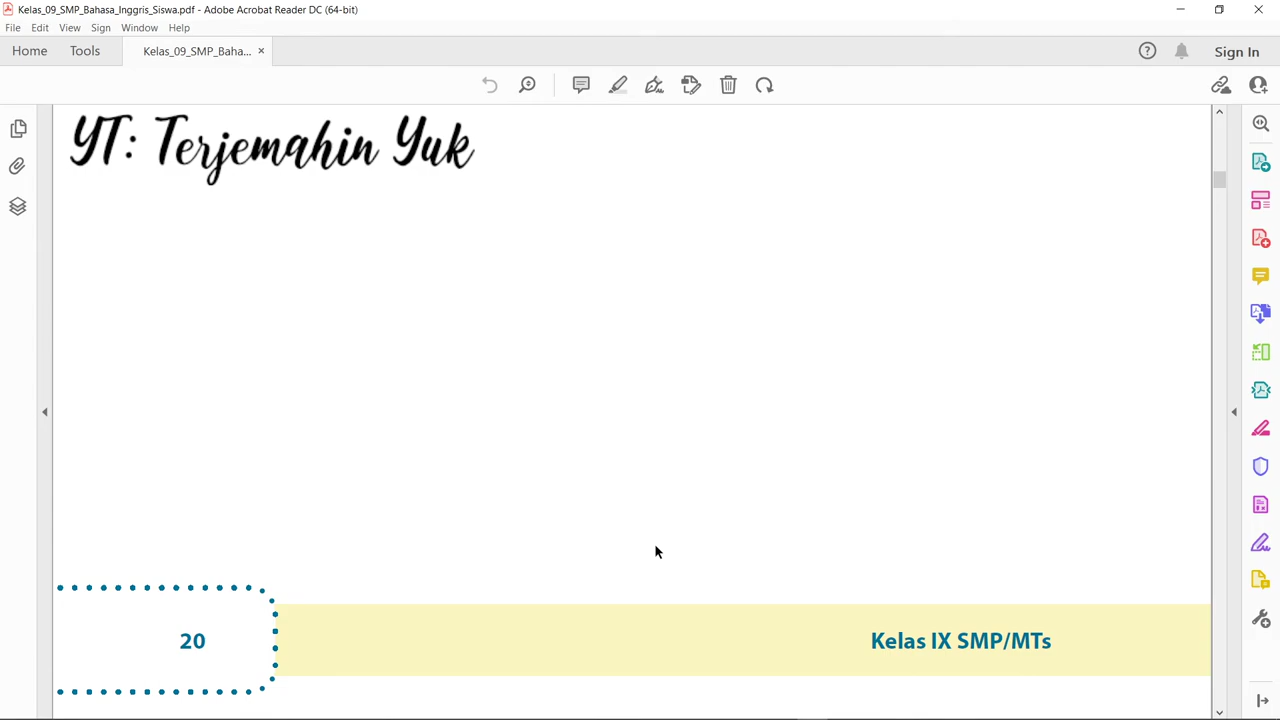 Kelas_09_SMP_Bahasa_Inggris_Siswa.pdf - Adobe Acrobat Reader DC (64-bit)
File Edit View Sign Window Help
Home Tools Kelas_09_SMP_Baha... Sign In
YT: Terjemahin Yuk
20 Kelas IX SMP/MTs